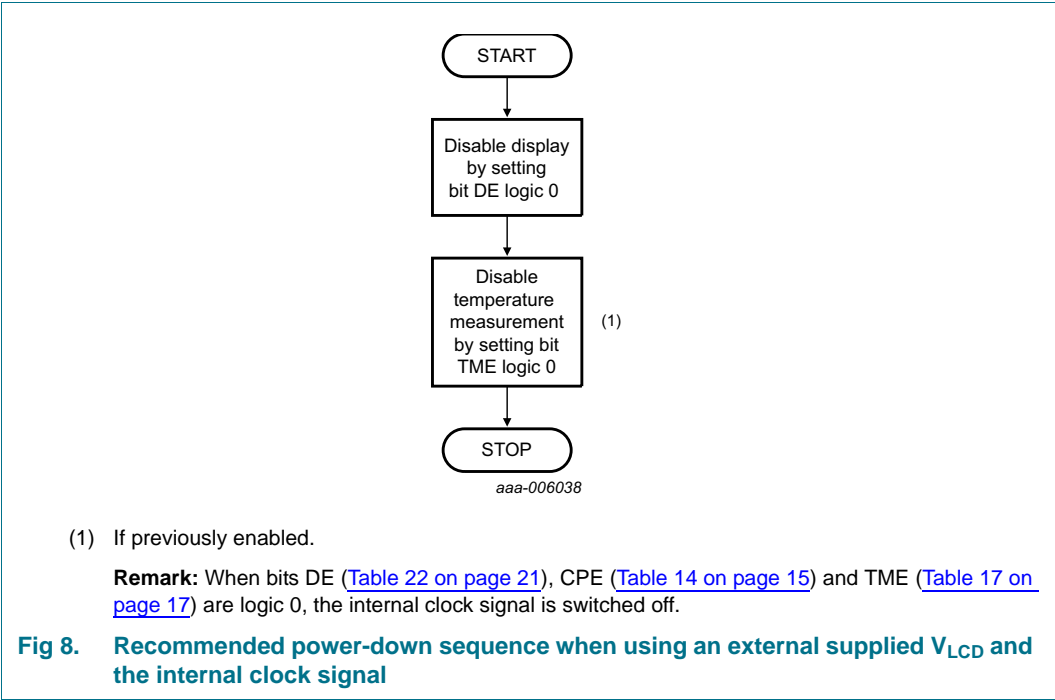 START
Disable display
by setting
bit DE logic 0
Disable
temperature
measurement
by setting bit
TME logic 0
(1)
STOP
aaa-006038
(1) If previously enabled.
Remark: When bits DE (Table 22 on page 21), CPE (Table 14 on page 15) and TME (Table 17 on
page 17) are logic 0, the internal clock signal is switched off.
Fig 8. Recommended power-down sequence when using an external supplied VLCD and
the internal clock signal